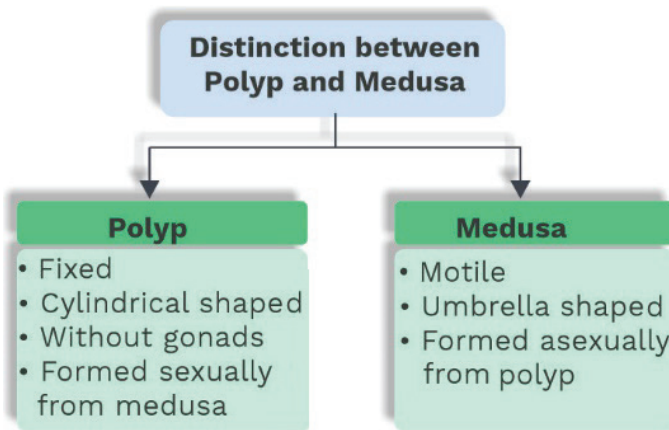 Distinction between
Polyp and Medusa
Polyp
• Fixed
• Cylindrical shaped
• Without gonads
• Formed sexually
from medusa
Medusa
• Motile
• Umbrella shaped
• Formed asexually
from polyp